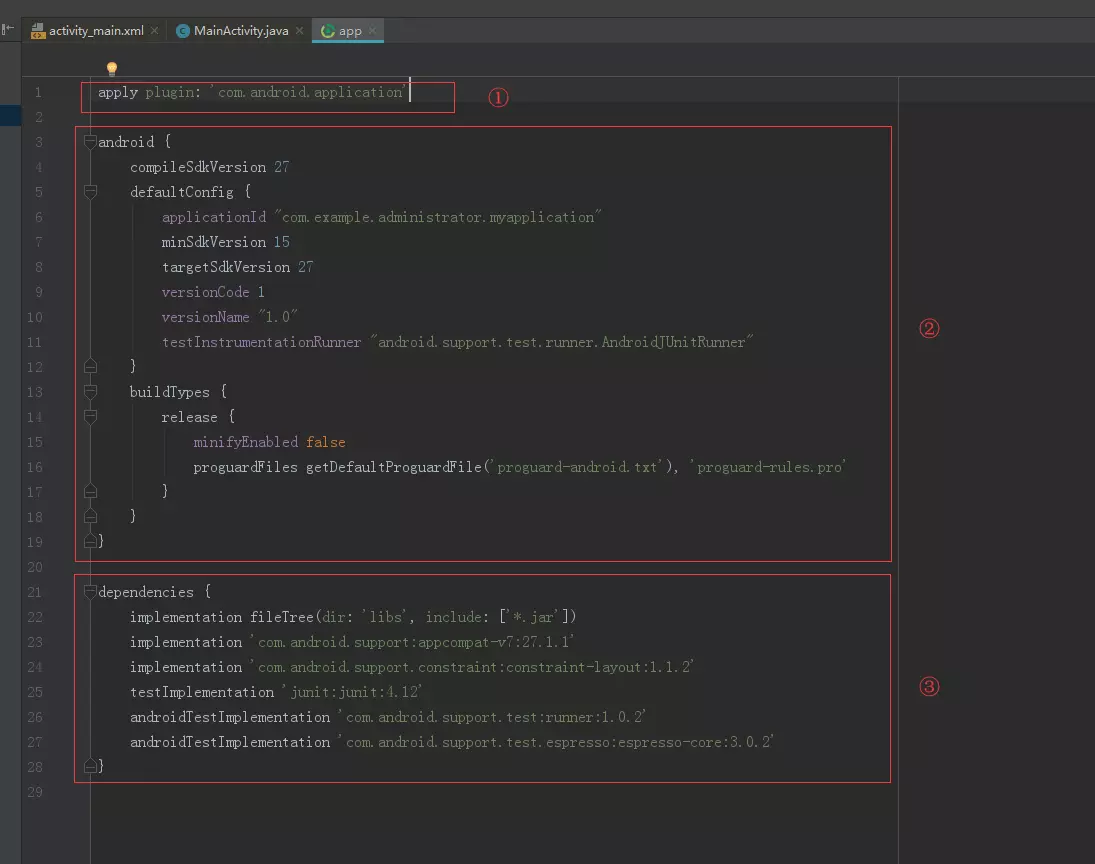 activity_main.xml MainActivity.java app
1 apply plugin: 'com.android.application' ①
2
3 android {
4 compileSdkVersion 27
5 defaultConfig {
6 applicationId "com.example.administrator.myapplication"
7 minSdkVersion 15
8 targetSdkVersion 27
9 versionCode 1
10 versionName "1.0" ②
11 testInstrumentationRunner "android.support.test.runner.AndroidJUnitRunner"
12 }
13 buildTypes {
14 release {
15 minifyEnabled false
16 proguardFiles getDefaultProguardFile('proguard-android.txt'), 'proguard-rules.pro'
17 }
18 }
19 }
20
21 dependencies {
22 implementation fileTree(dir: 'libs', include: ['*.jar'])
23 implementation 'com.android.support:appcompat-v7:27.1.1'
24 implementation 'com.android.support.constraint:constraint-layout:1.1.2'
25 testImplementation 'junit:junit:4.12' ③
26 androidTestImplementation 'com.android.support.test:runner:1.0.2'
27 androidTestImplementation 'com.android.support.test.espresso:espresso-core:3.0.2'
28 }
29